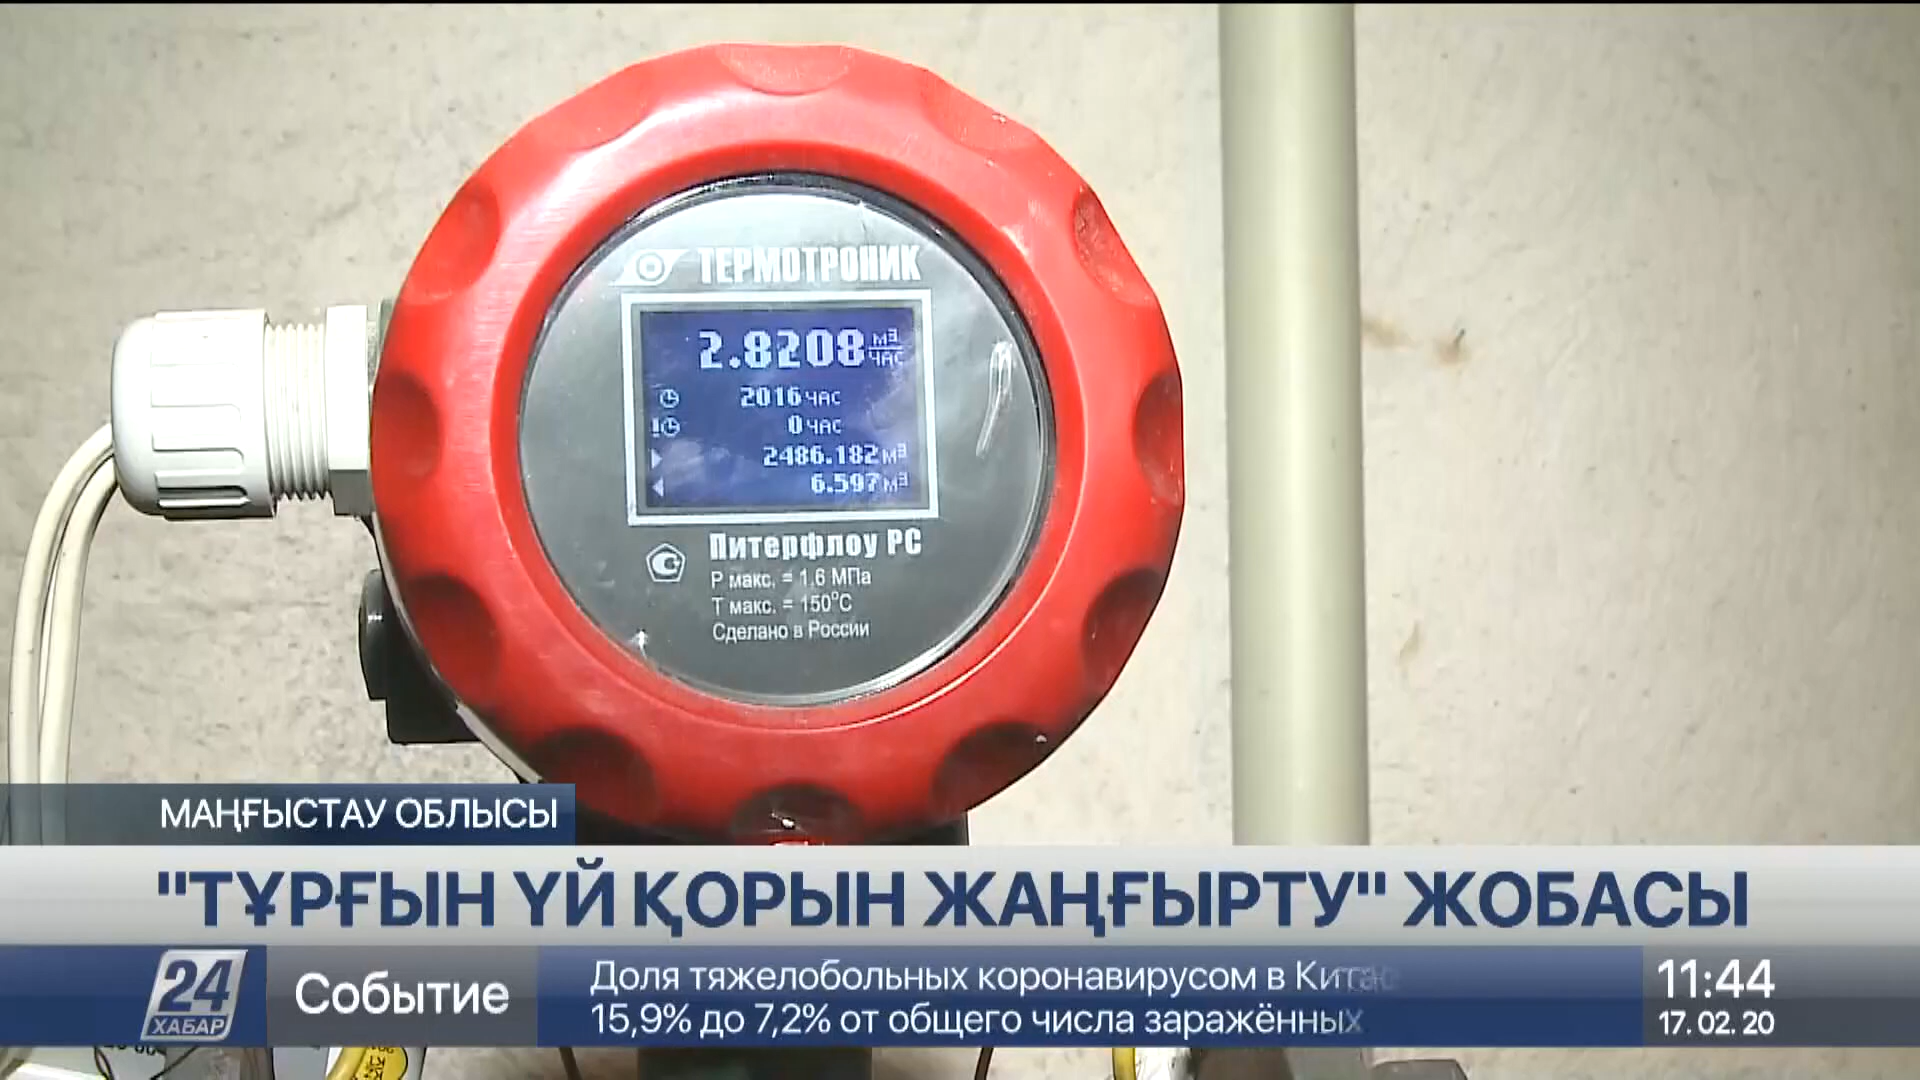 ТЕРМОТРОНИК
2.8208 м³/час
2016 час
0 час
2486.182 м³
6.597 м³
Питерфлоу РС
Р макс. = 1,6 МПа
Т макс. = 150°С
Сделано в России
МАҢҒЫСТАУ ОБЛЫСЫ
"ТҰРҒЫН ҮЙ ҚОРЫН ЖАҢҒЫРТУ" ЖОБАСЫ
24
ХАБАР
Событие
Доля тяжелобольных коронавирусом в
15,9% до 7,2% от общего числа заражённых
11:44
17. 02. 20